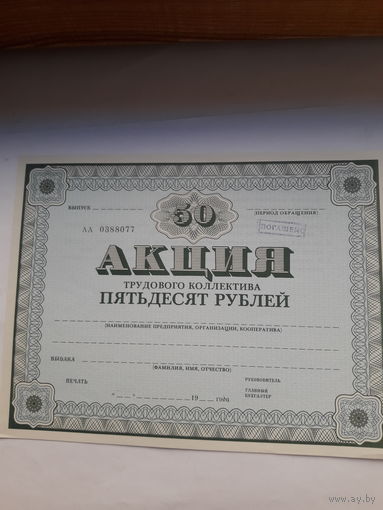 ВЫПУСК
50
(ПЕРИОД ОБРАЩЕНИЯ)
АА 0388077
ПОГАШЕНО
АКЦИЯ
ТРУДОВОГО КОЛЛЕКТИВА
ПЯТЬДЕСЯТ РУБЛЕЙ
(НАИМЕНОВАНИЕ ПРЕДПРИЯТИЯ, ОРГАНИЗАЦИИ, КООПЕРАТИВА)
ВЫДАНА
(ФАМИЛИЯ, ИМЯ, ОТЧЕСТВО)
ПЕЧАТЬ
РУКОВОДИТЕЛЬ
" " 19 года
ГЛАВНЫЙ
БУХГАЛТЕР
www.ay.by